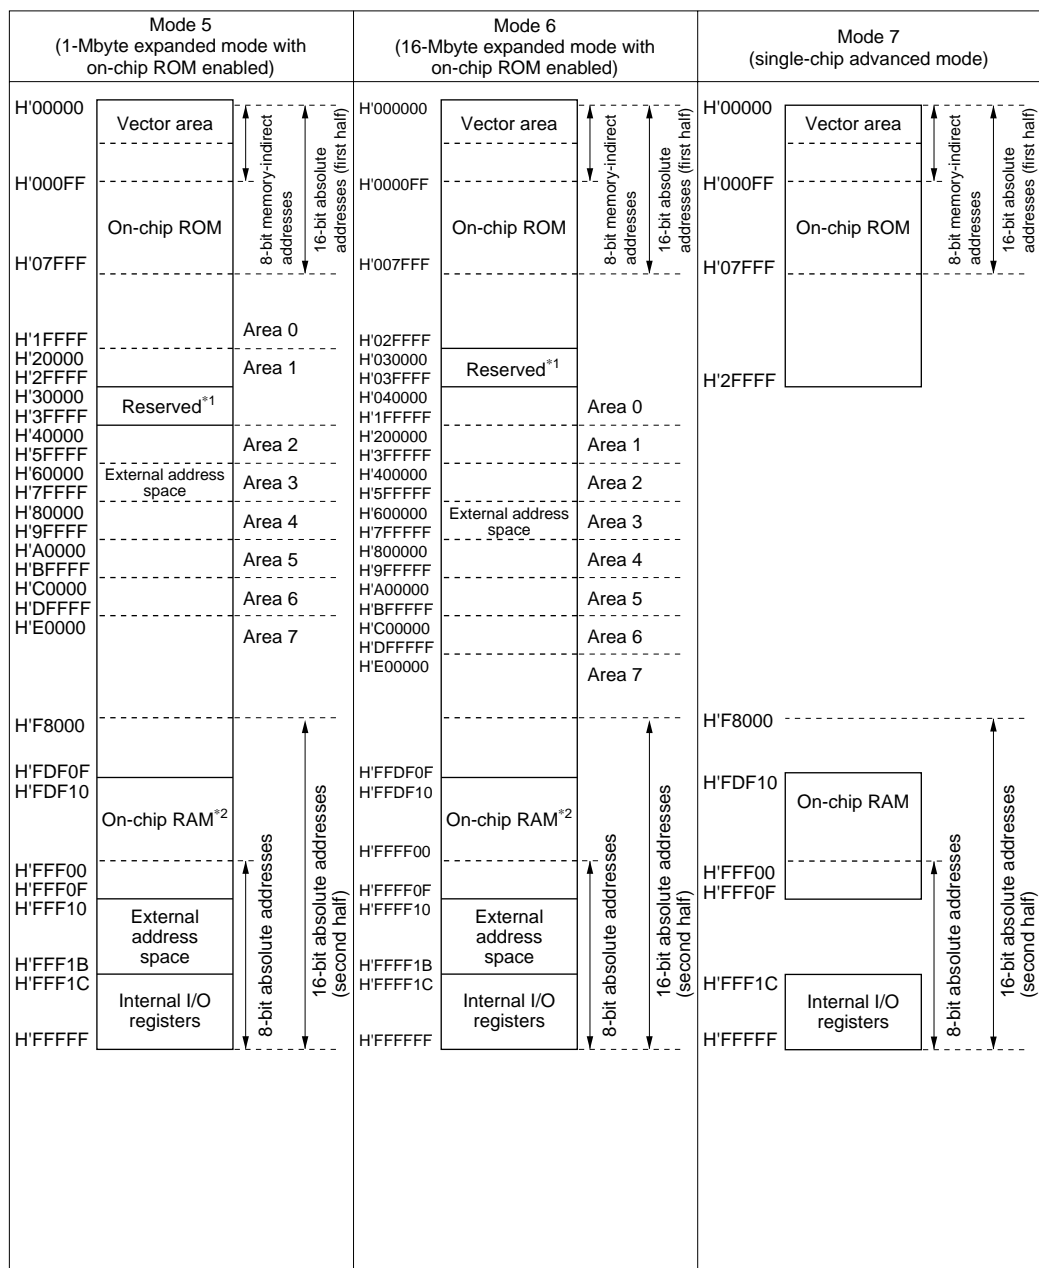 Mode 5
(1-Mbyte expanded mode with
on-chip ROM enabled)
H'00000
Vector area
H'000FF
On-chip ROM
H'07FFF
8-bit memory-indirect
addresses
16-bit absolute
addresses (first half)
H'1FFFF
Area 0
H'20000
H'2FFFF
Area 1
H'30000
H'3FFFF
Reserved*1
H'40000
H'5FFFF
Area 2
H'60000
H'7FFFF
External address
space
Area 3
H'80000
H'9FFFF
Area 4
H'A0000
H'BFFFF
Area 5
H'C0000
H'DFFFF
Area 6
H'E0000
Area 7
H'F8000
H'FDF0F
H'FDF10
On-chip RAM*2
H'FFF00
H'FFF0F
H'FFF10
External
address
space
H'FFF1B
H'FFF1C
Internal I/O
registers
H'FFFFF
8-bit absolute addresses
16-bit absolute addresses
(second half)
Mode 6
(16-Mbyte expanded mode with
on-chip ROM enabled)
H'000000
Vector area
H'0000FF
On-chip ROM
H'007FFF
8-bit memory-indirect
addresses
16-bit absolute
addresses (first half)
H'02FFFF
H'030000
H'03FFFF
Reserved*1
H'040000
H'1FFFFF
Area 0
H'200000
H'3FFFFF
Area 1
H'400000
H'5FFFFF
Area 2
H'600000
H'7FFFFF
External address
space
Area 3
H'800000
H'9FFFFF
Area 4
H'A00000
H'BFFFFF
Area 5
H'C00000
H'DFFFFF
Area 6
H'E00000
Area 7
H'FFDF0F
H'FFDF10
On-chip RAM*2
H'FFFF00
H'FFFF0F
H'FFFF10
External
address
space
H'FFFF1B
H'FFFF1C
Internal I/O
registers
H'FFFFFF
8-bit absolute addresses
16-bit absolute addresses
(second half)
Mode 7
(single-chip advanced mode)
H'00000
Vector area
H'000FF
On-chip ROM
H'07FFF
8-bit memory-indirect
addresses
16-bit absolute
addresses (first half)
H'2FFFF
H'F8000
H'FDF10
On-chip RAM
H'FFF00
H'FFF0F
H'FFF1C
Internal I/O
registers
H'FFFFF
8-bit absolute addresses
16-bit absolute addresses
(second half)